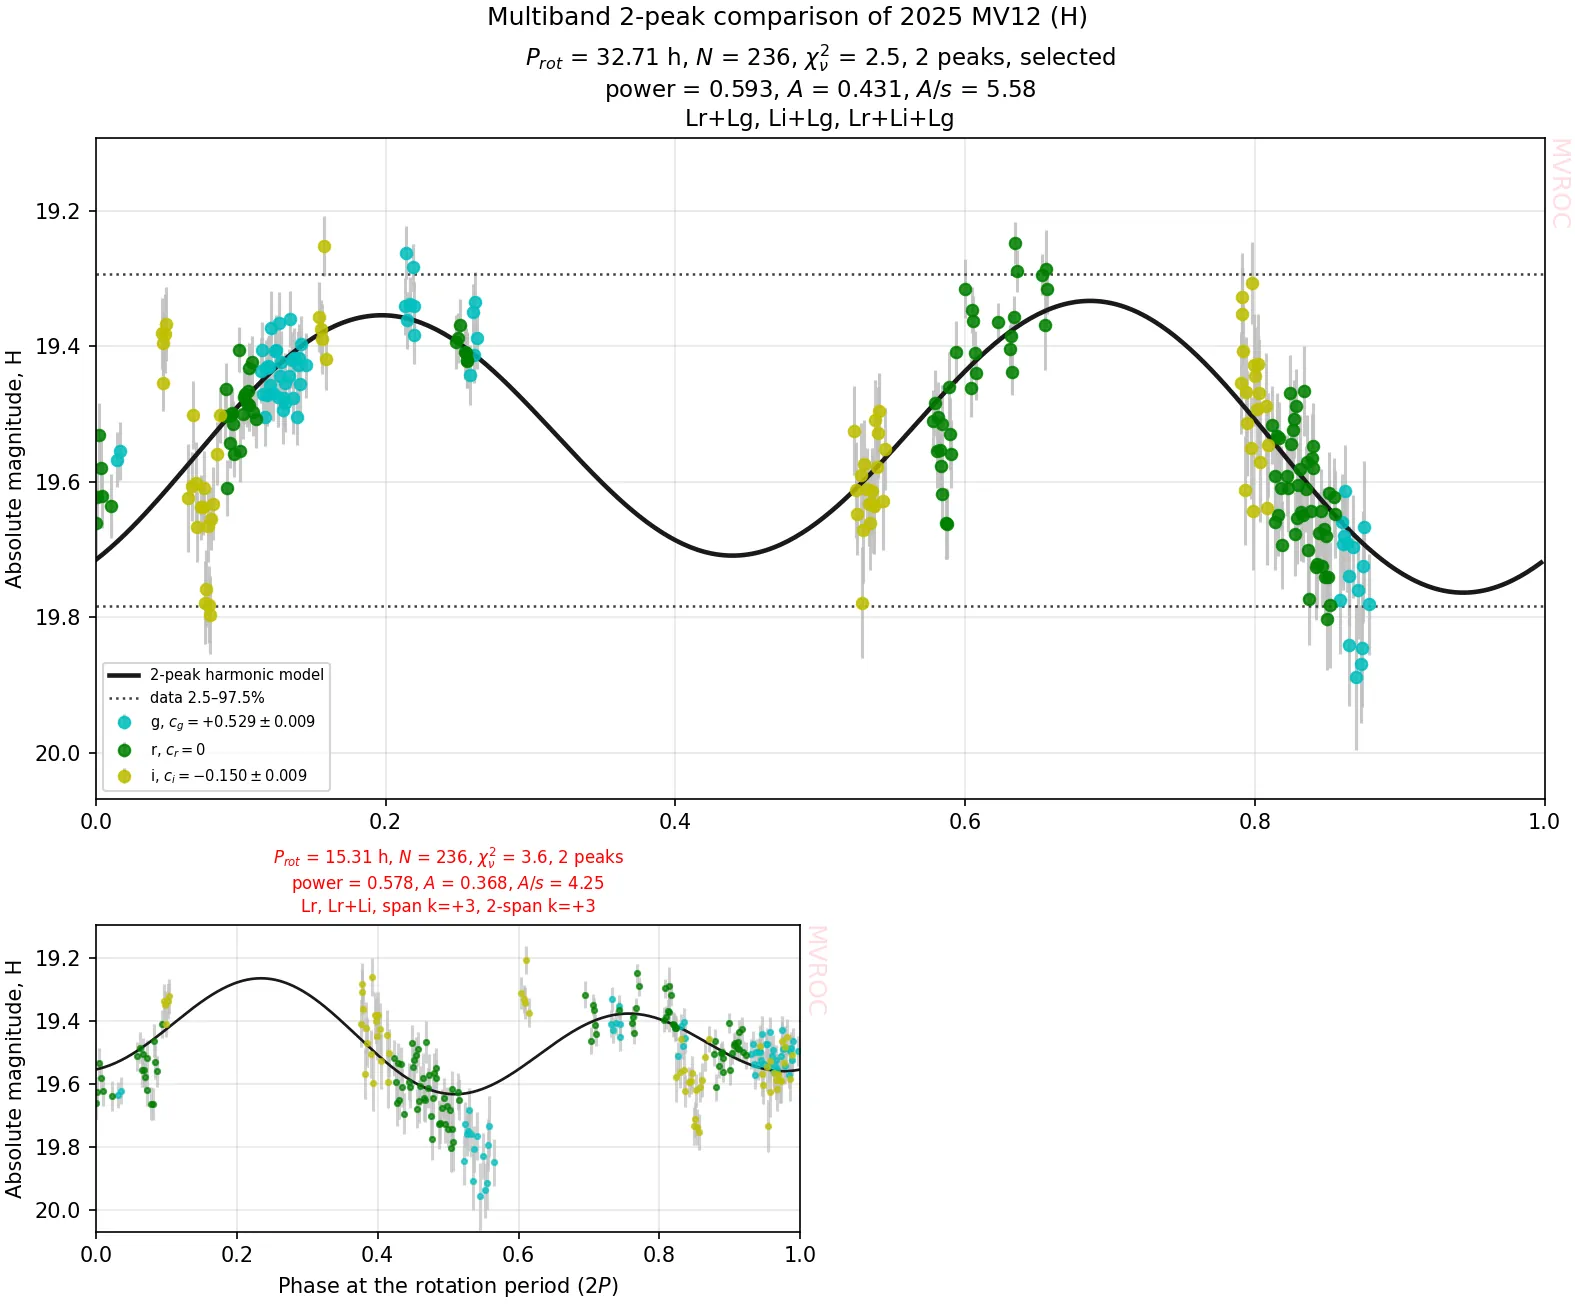 Multiband 2-peak comparison of 2025 MV12 (H)
P_rot = 32.71 h, N = 236, χ²_ν = 2.5, 2 peaks, selected
power = 0.593, A = 0.431, A/s = 5.58
Lr+Lg, Li+Lg, Lr+Li+Lg
MVROC
Absolute magnitude, H
19.2
19.4
19.6
19.8
20.0
2-peak harmonic model
data 2.5–97.5%
g, c_g = +0.529 ± 0.009
r, c_r = 0
i, c_i = −0.150 ± 0.009
0.0 0.2 0.4 0.6 0.8 1.0
P_rot = 15.31 h, N = 236, χ²_ν = 3.6, 2 peaks
power = 0.578, A = 0.368, A/s = 4.25
Lr, Lr+Li, span k=+3, 2-span k=+3
MVROC
Absolute magnitude, H
19.2
19.4
19.6
19.8
20.0
0.0 0.2 0.4 0.6 0.8 1.0
Phase at the rotation period (2P)